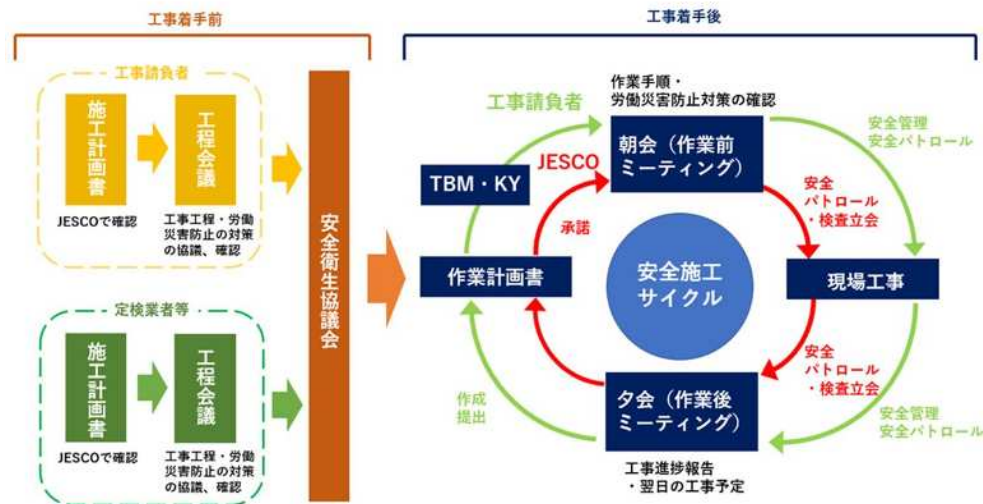 工事着手前
工事請負者
施工計画書
工程会議
JESCOで確認
工事工程・労働
災害防止の対策
の協議、確認
定検業者等
施工計画書
工程会議
JESCOで確認
工事工程・労働
災害防止の対策
の協議、確認
安全衛生協議会
工事着手後
作業手順・
労働災害防止対策の確認
工事請負者
朝会（作業前
ミーティング）
安全管理
安全パトロール
TBM・KY
JESCO
安全
パトロール
・検査立会
承諾
作業計画書
安全施工
サイクル
現場工事
安全
パトロール
・検査立会
作成
提出
夕会（作業後
ミーティング）
安全管理
安全パトロール
工事進捗報告
・翌日の工事予定